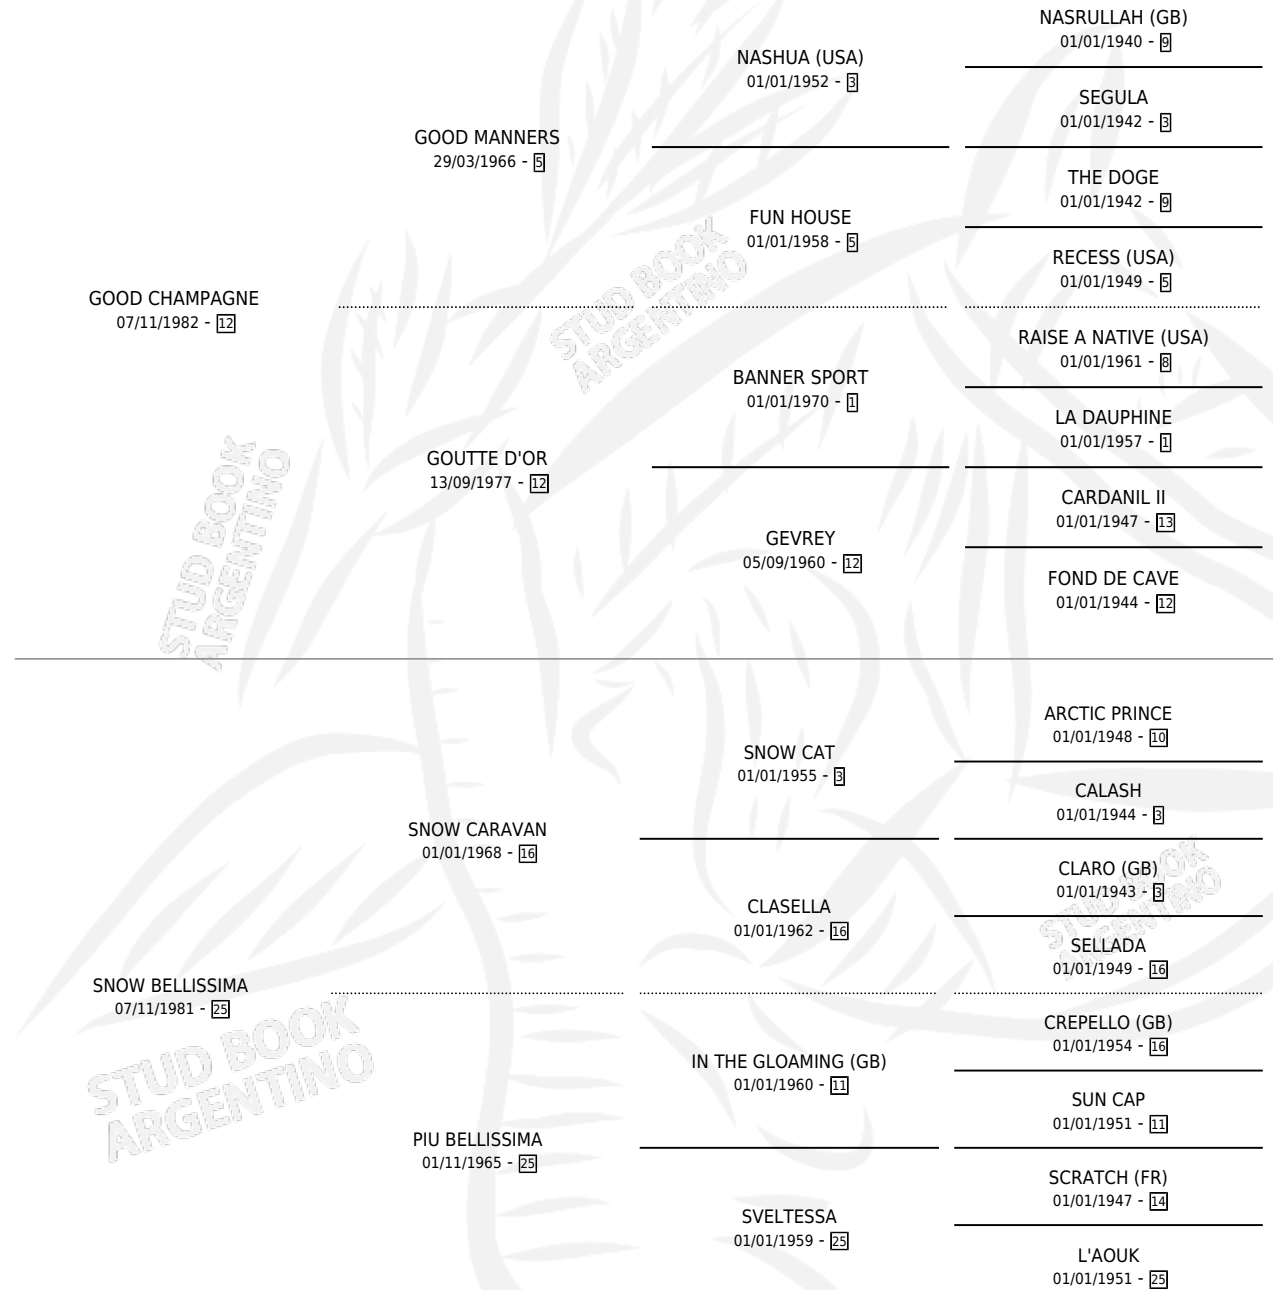 NASRULLAH (GB)
01/01/1940 - 9
NASHUA (USA)
01/01/1952 - 3
SEGULA
01/01/1942 - 3
GOOD MANNERS
29/03/1966 - 5
THE DOGE
01/01/1942 - 9
FUN HOUSE
01/01/1958 - 5
RECESS (USA)
01/01/1949 - 5
GOOD CHAMPAGNE
07/11/1982 - 12
RAISE A NATIVE (USA)
01/01/1961 - 8
BANNER SPORT
01/01/1970 - 1
LA DAUPHINE
01/01/1957 - 1
GOUTTE D'OR
13/09/1977 - 12
CARDANIL II
01/01/1947 - 13
GEVREY
05/09/1960 - 12
FOND DE CAVE
01/01/1944 - 12
ARCTIC PRINCE
01/01/1948 - 10
SNOW CAT
01/01/1955 - 3
CALASH
01/01/1944 - 3
SNOW CARAVAN
01/01/1968 - 16
CLARO (GB)
01/01/1943 - 3
CLASELLA
01/01/1962 - 16
SELLADA
01/01/1949 - 16
SNOW BELLISSIMA
07/11/1981 - 25
CREPELLO (GB)
01/01/1954 - 16
IN THE GLOAMING (GB)
01/01/1960 - 11
SUN CAP
01/01/1951 - 11
PIU BELLISSIMA
01/11/1965 - 25
SCRATCH (FR)
01/01/1947 - 14
SVELTESSA
01/01/1959 - 25
L'AOUK
01/01/1951 - 25
STUD BOOK
ARGENTINO
STUD BOOK
ARGENTINO
STUD BOOK
ARGENTINO
STUD BOOK
ARGENTINO